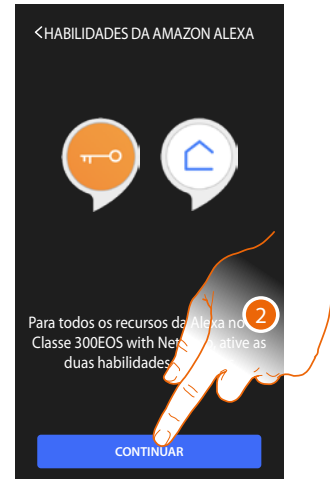 <HABILIDADES DA AMAZON ALEXA
Para todos os recursos da Alexa no
2
Classe 300EOS with ative as
duas habilidades
CONTINUAR